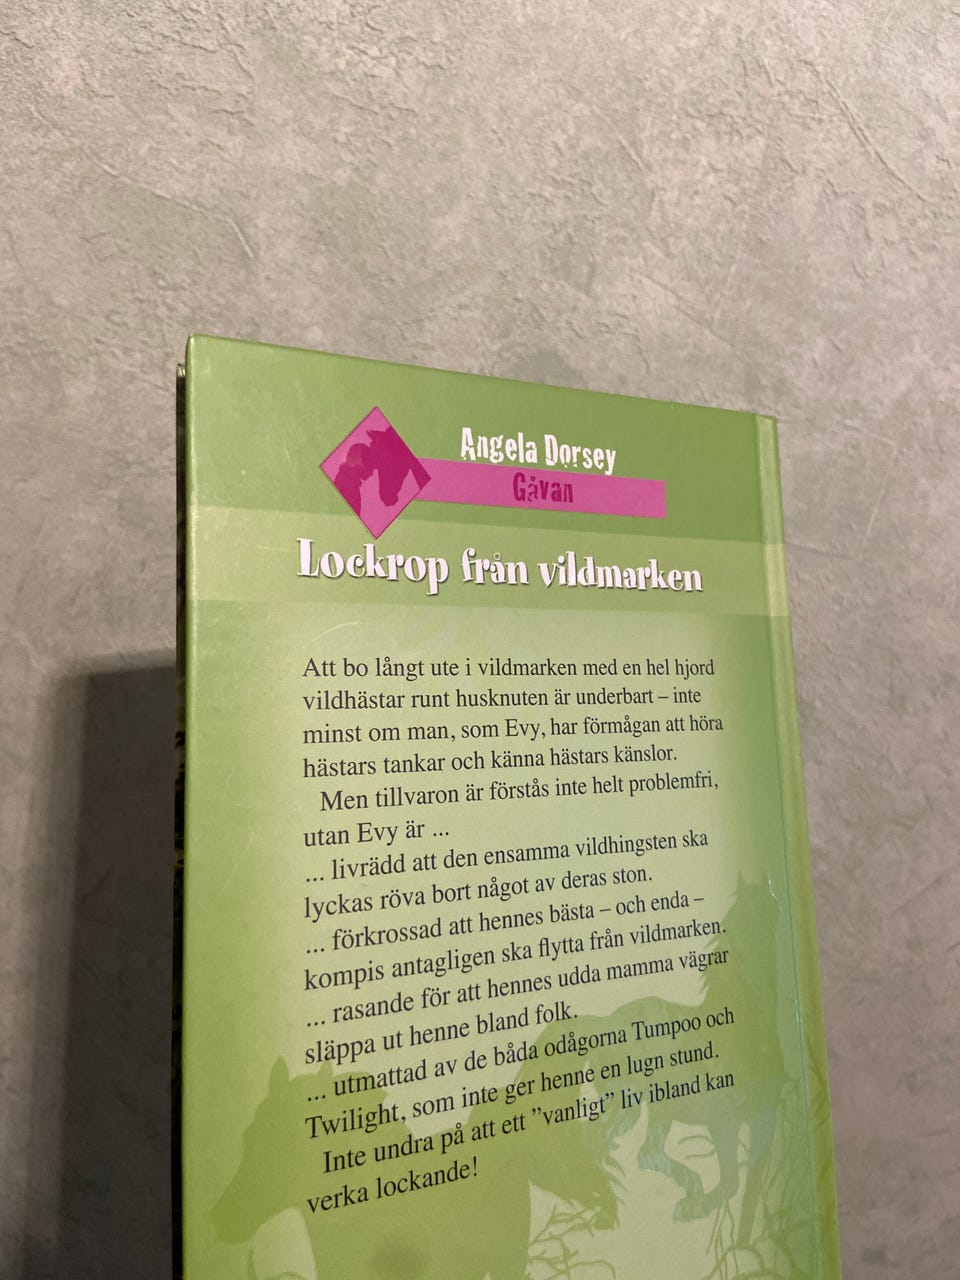 Angela Dorsey
Gåvan
Lockrop från vildmarken
Att bo långt ute i vildmarken med en hel hjord
vildhästar runt husknuten är underbart – inte
minst om man, som Evy, har förmågan att höra
hästars tankar och känna hästars känslor.
Men tillvaron är förstås inte helt problemfri,
utan Evy är ...
... livrädd att den ensamma vildhingsten ska
lyckas röva bort något av deras ston.
... förkrossad att hennes bästa – och enda –
kompis antagligen ska flytta från vildmarken.
... rasande för att hennes udda mamma vägrar
släppa ut henne bland folk.
... utmattad av de båda odågorna Tumpoo och
Twilight, som inte ger henne en lugn stund.
Inte undra på att ett ”vanligt” liv ibland kan
verka lockande!